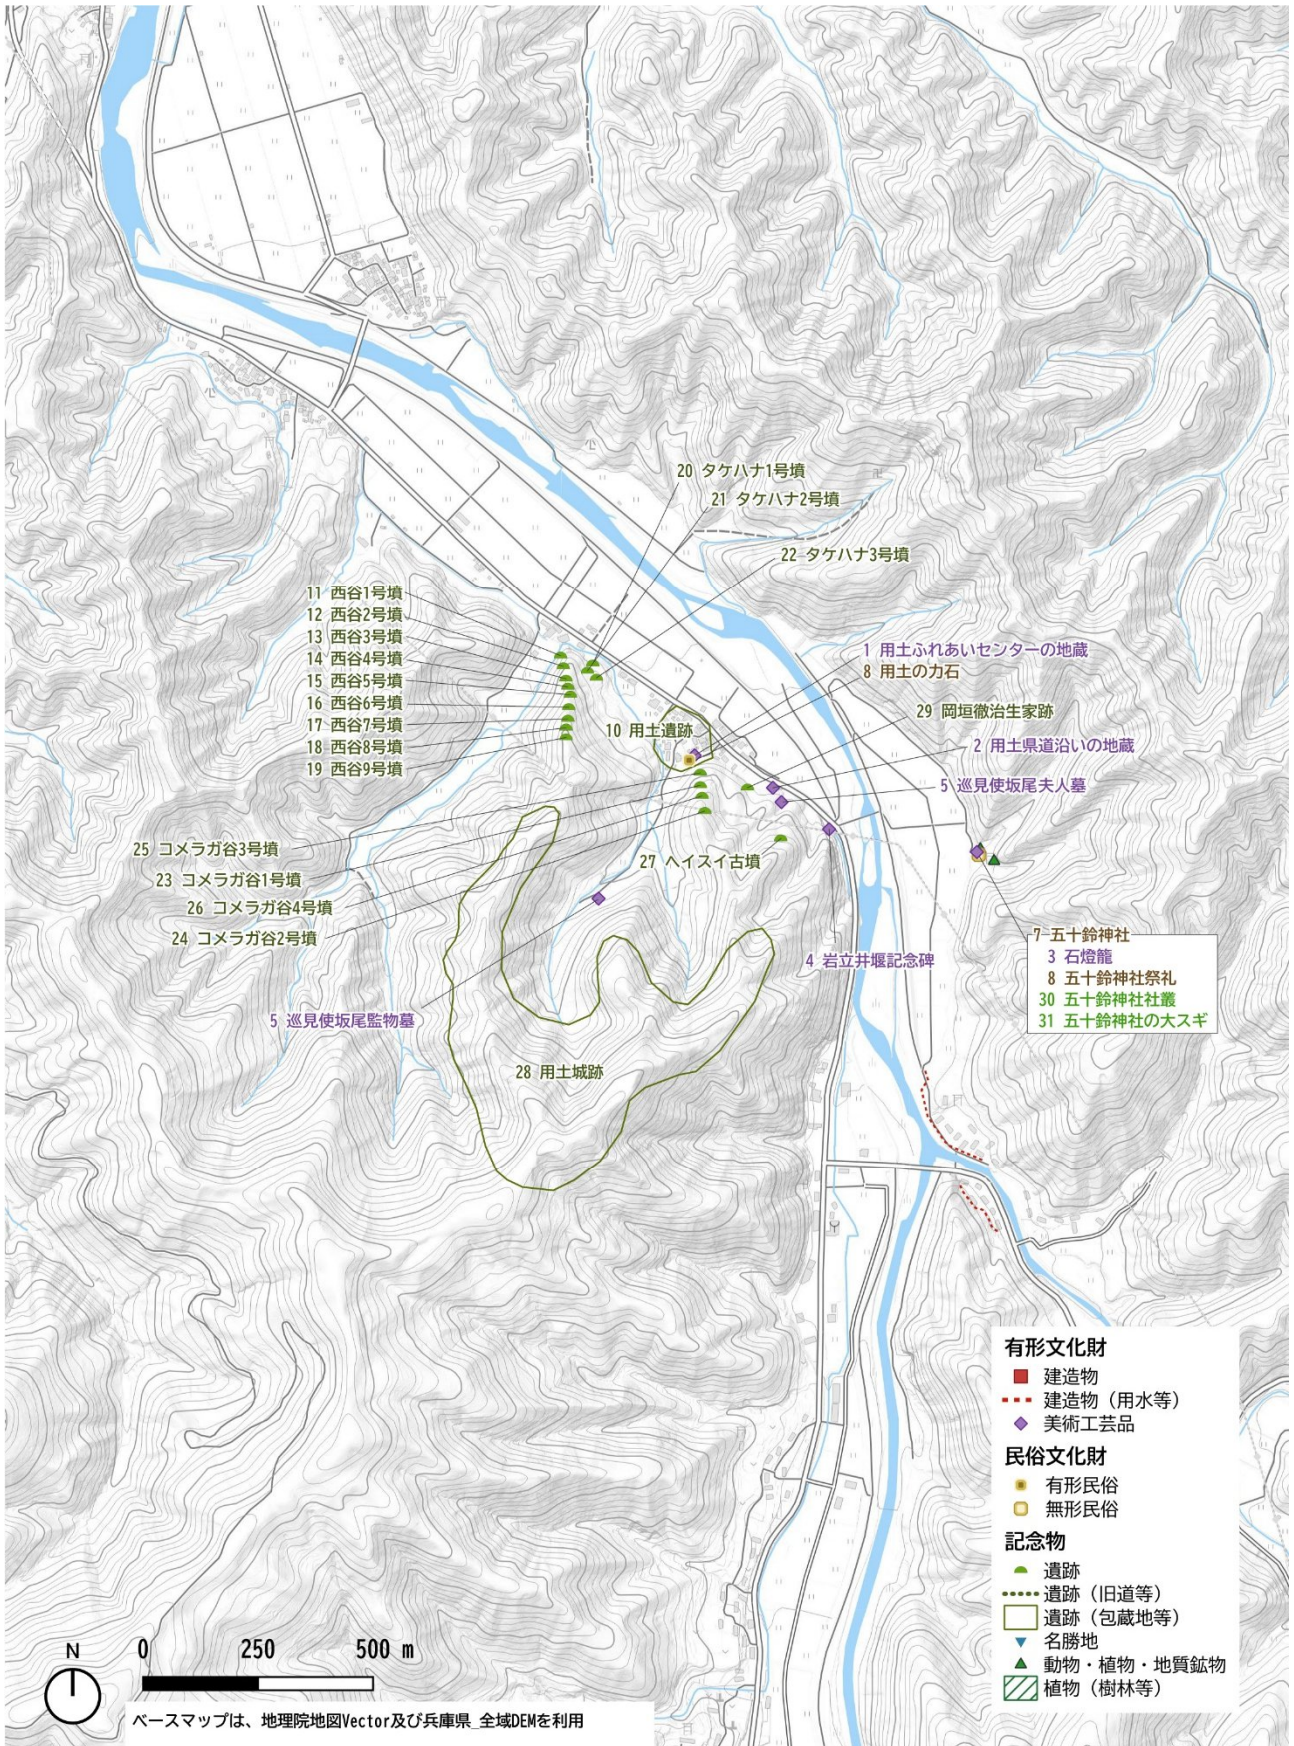 20 タケハナ1号墳
21 タケハナ2号墳
22 タケハナ3号墳
11 西谷1号墳
12 西谷2号墳
13 西谷3号墳
14 西谷4号墳
15 西谷5号墳
16 西谷6号墳
17 西谷7号墳
18 西谷8号墳
19 西谷9号墳
1 用土ふれあいセンターの地蔵
8 用土の力石
29 岡垣徹治生家跡
10 用土遺跡
2 用土県道沿いの地蔵
5 巡見使坂尾夫人墓
25 コメラガ谷3号墳
23 コメラガ谷1号墳
26 コメラガ谷4号墳
24 コメラガ谷2号墳
27 ヘイスイ古墳
4 岩立井堰記念碑
7 五十鈴神社
3 石燈籠
8 五十鈴神社祭礼
30 五十鈴神社社叢
31 五十鈴神社の大スギ
5 巡見使坂尾監物墓
28 用土城跡
有形文化財
建造物
建造物（用水等）
美術工芸品
民俗文化財
有形民俗
無形民俗
記念物
遺跡
遺跡（旧道等）
遺跡（包蔵地等）
名勝地
動物・植物・地質鉱物
植物（樹林等）
N
0 250 500 m
ベースマップは、地理院地図Vector及び兵庫県_全域DEMを利用